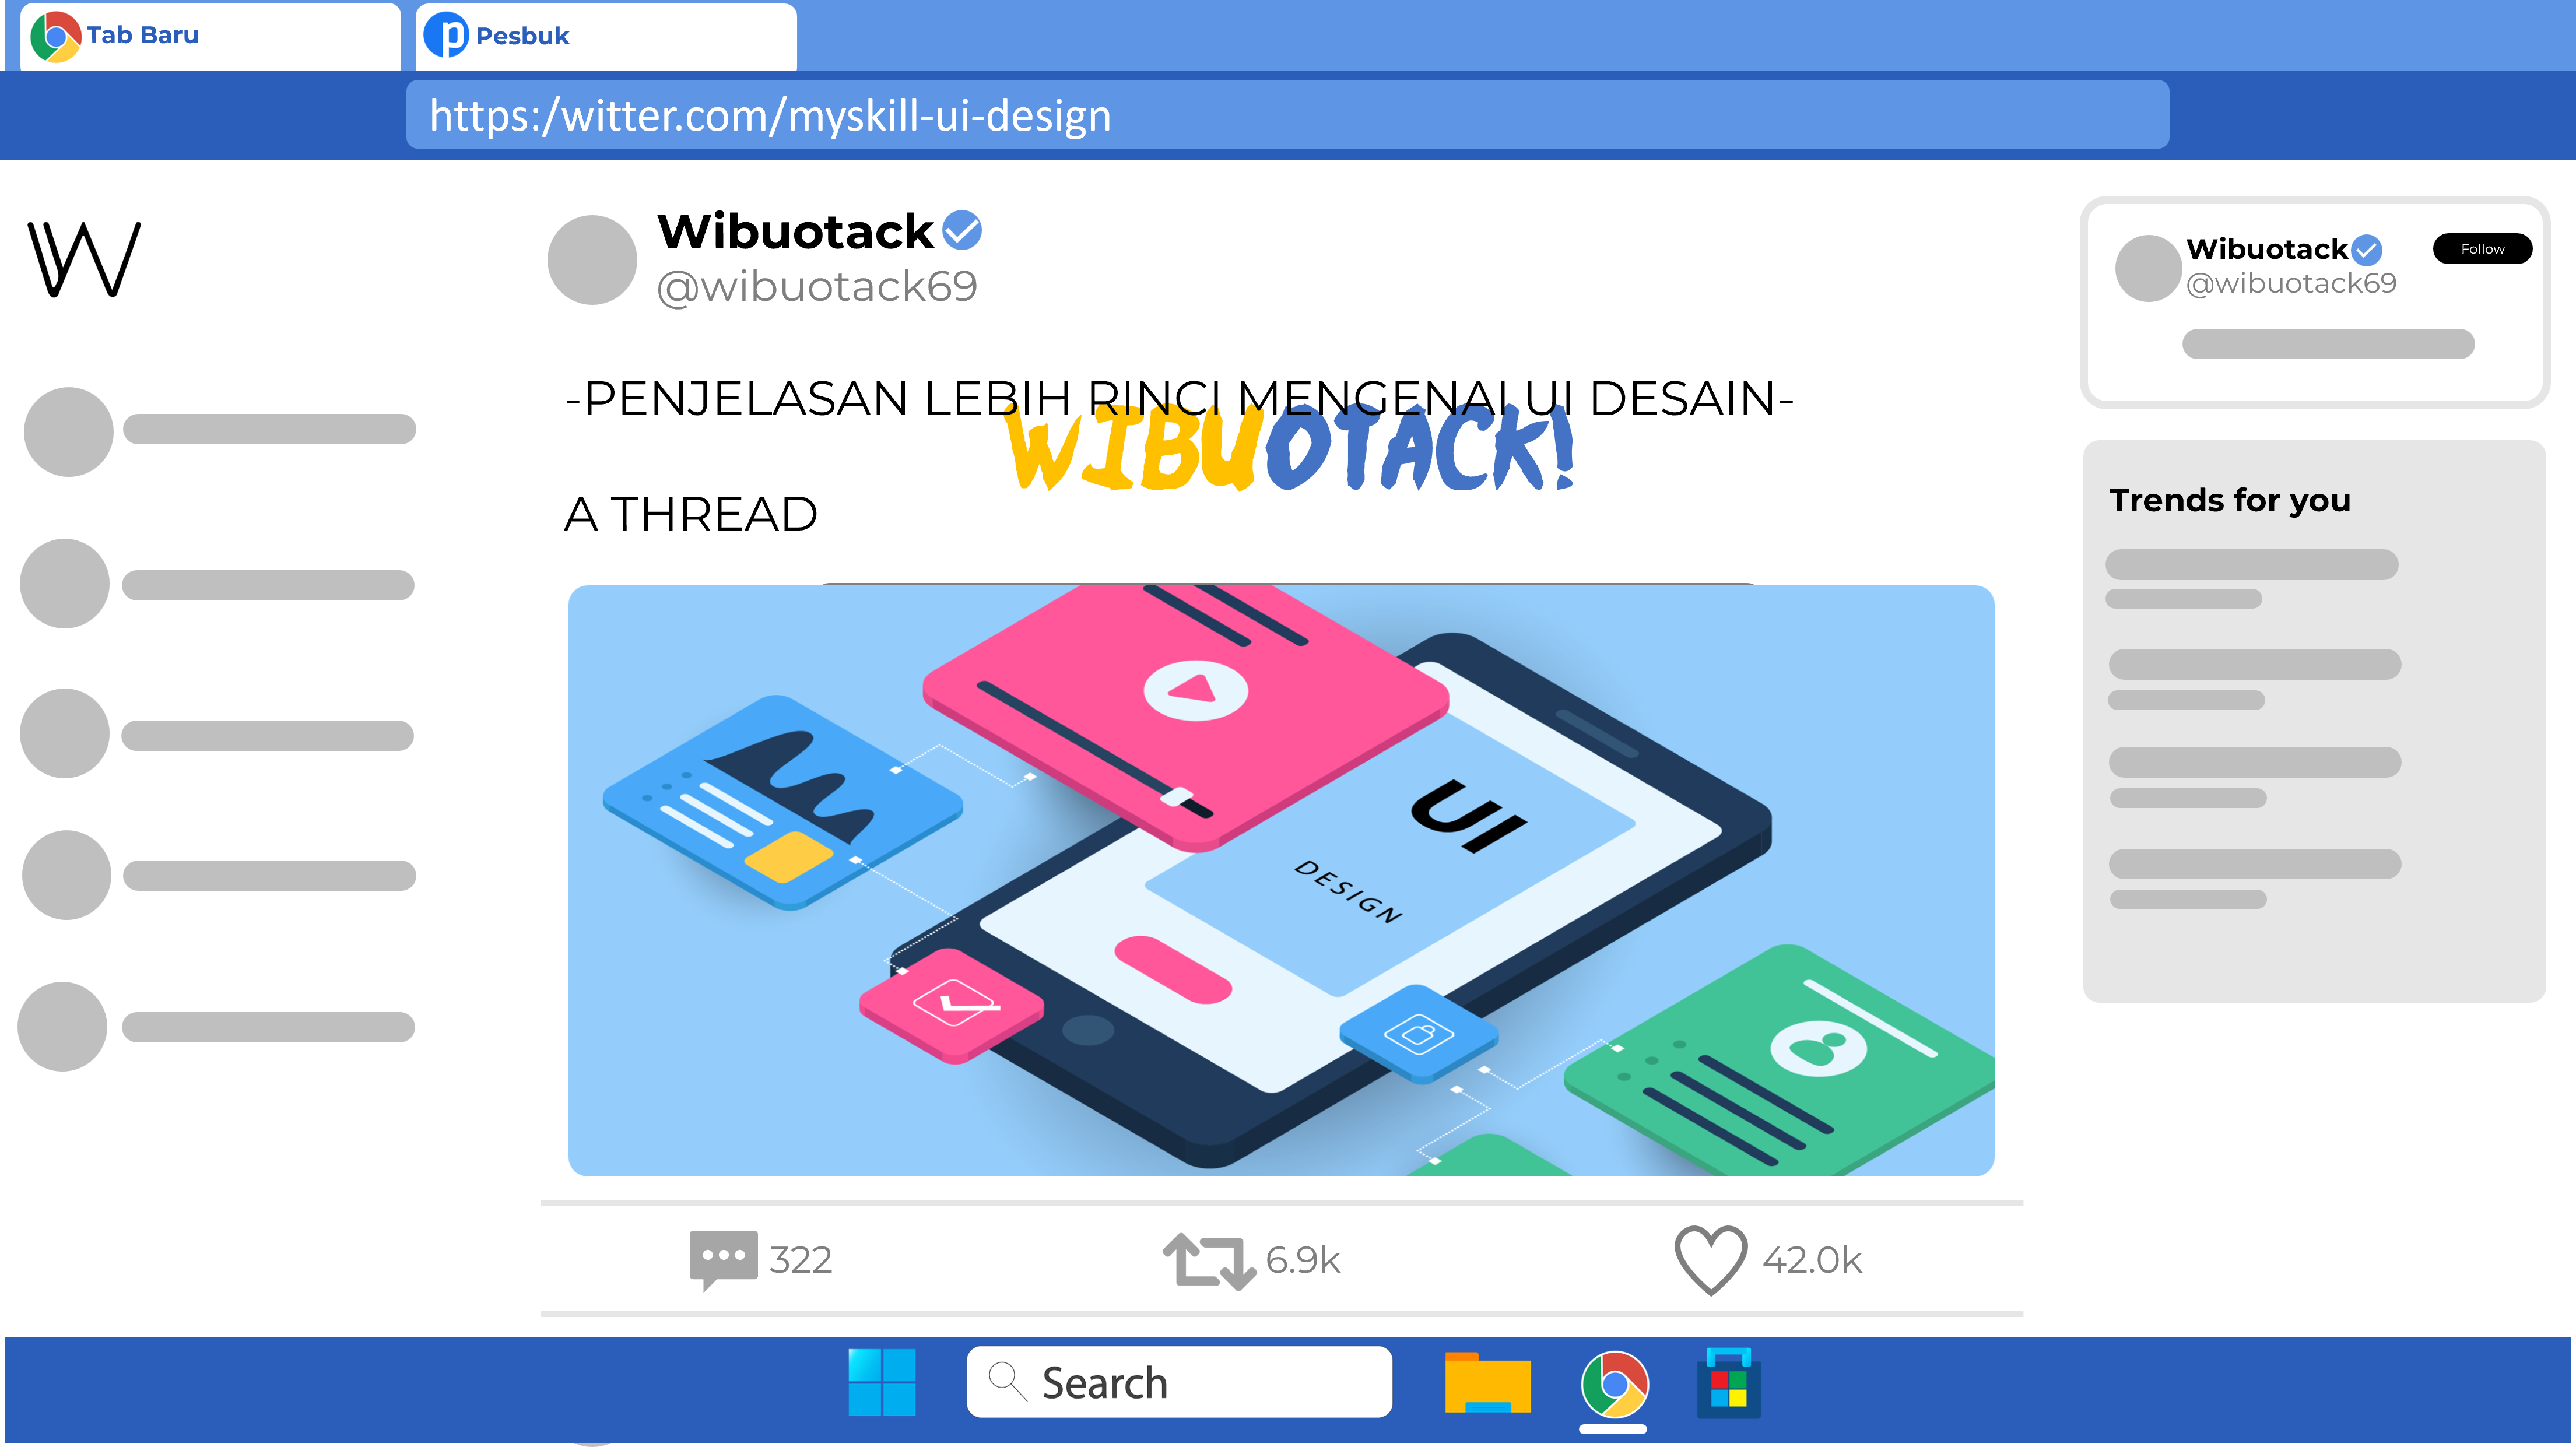 Tab Baru
Pesbuk
https:/witter.com/myskill-ui-design
W
Wibuotack
@wibuotack69
-PENJELASAN LEBIH RINCI MENGENAI UI DESAIN-
WIBUOTACK!
A THREAD
UI
DESIGN
322
6.9k
42.0k
Wibuotack
@wibuotack69
Follow
Trends for you
Search